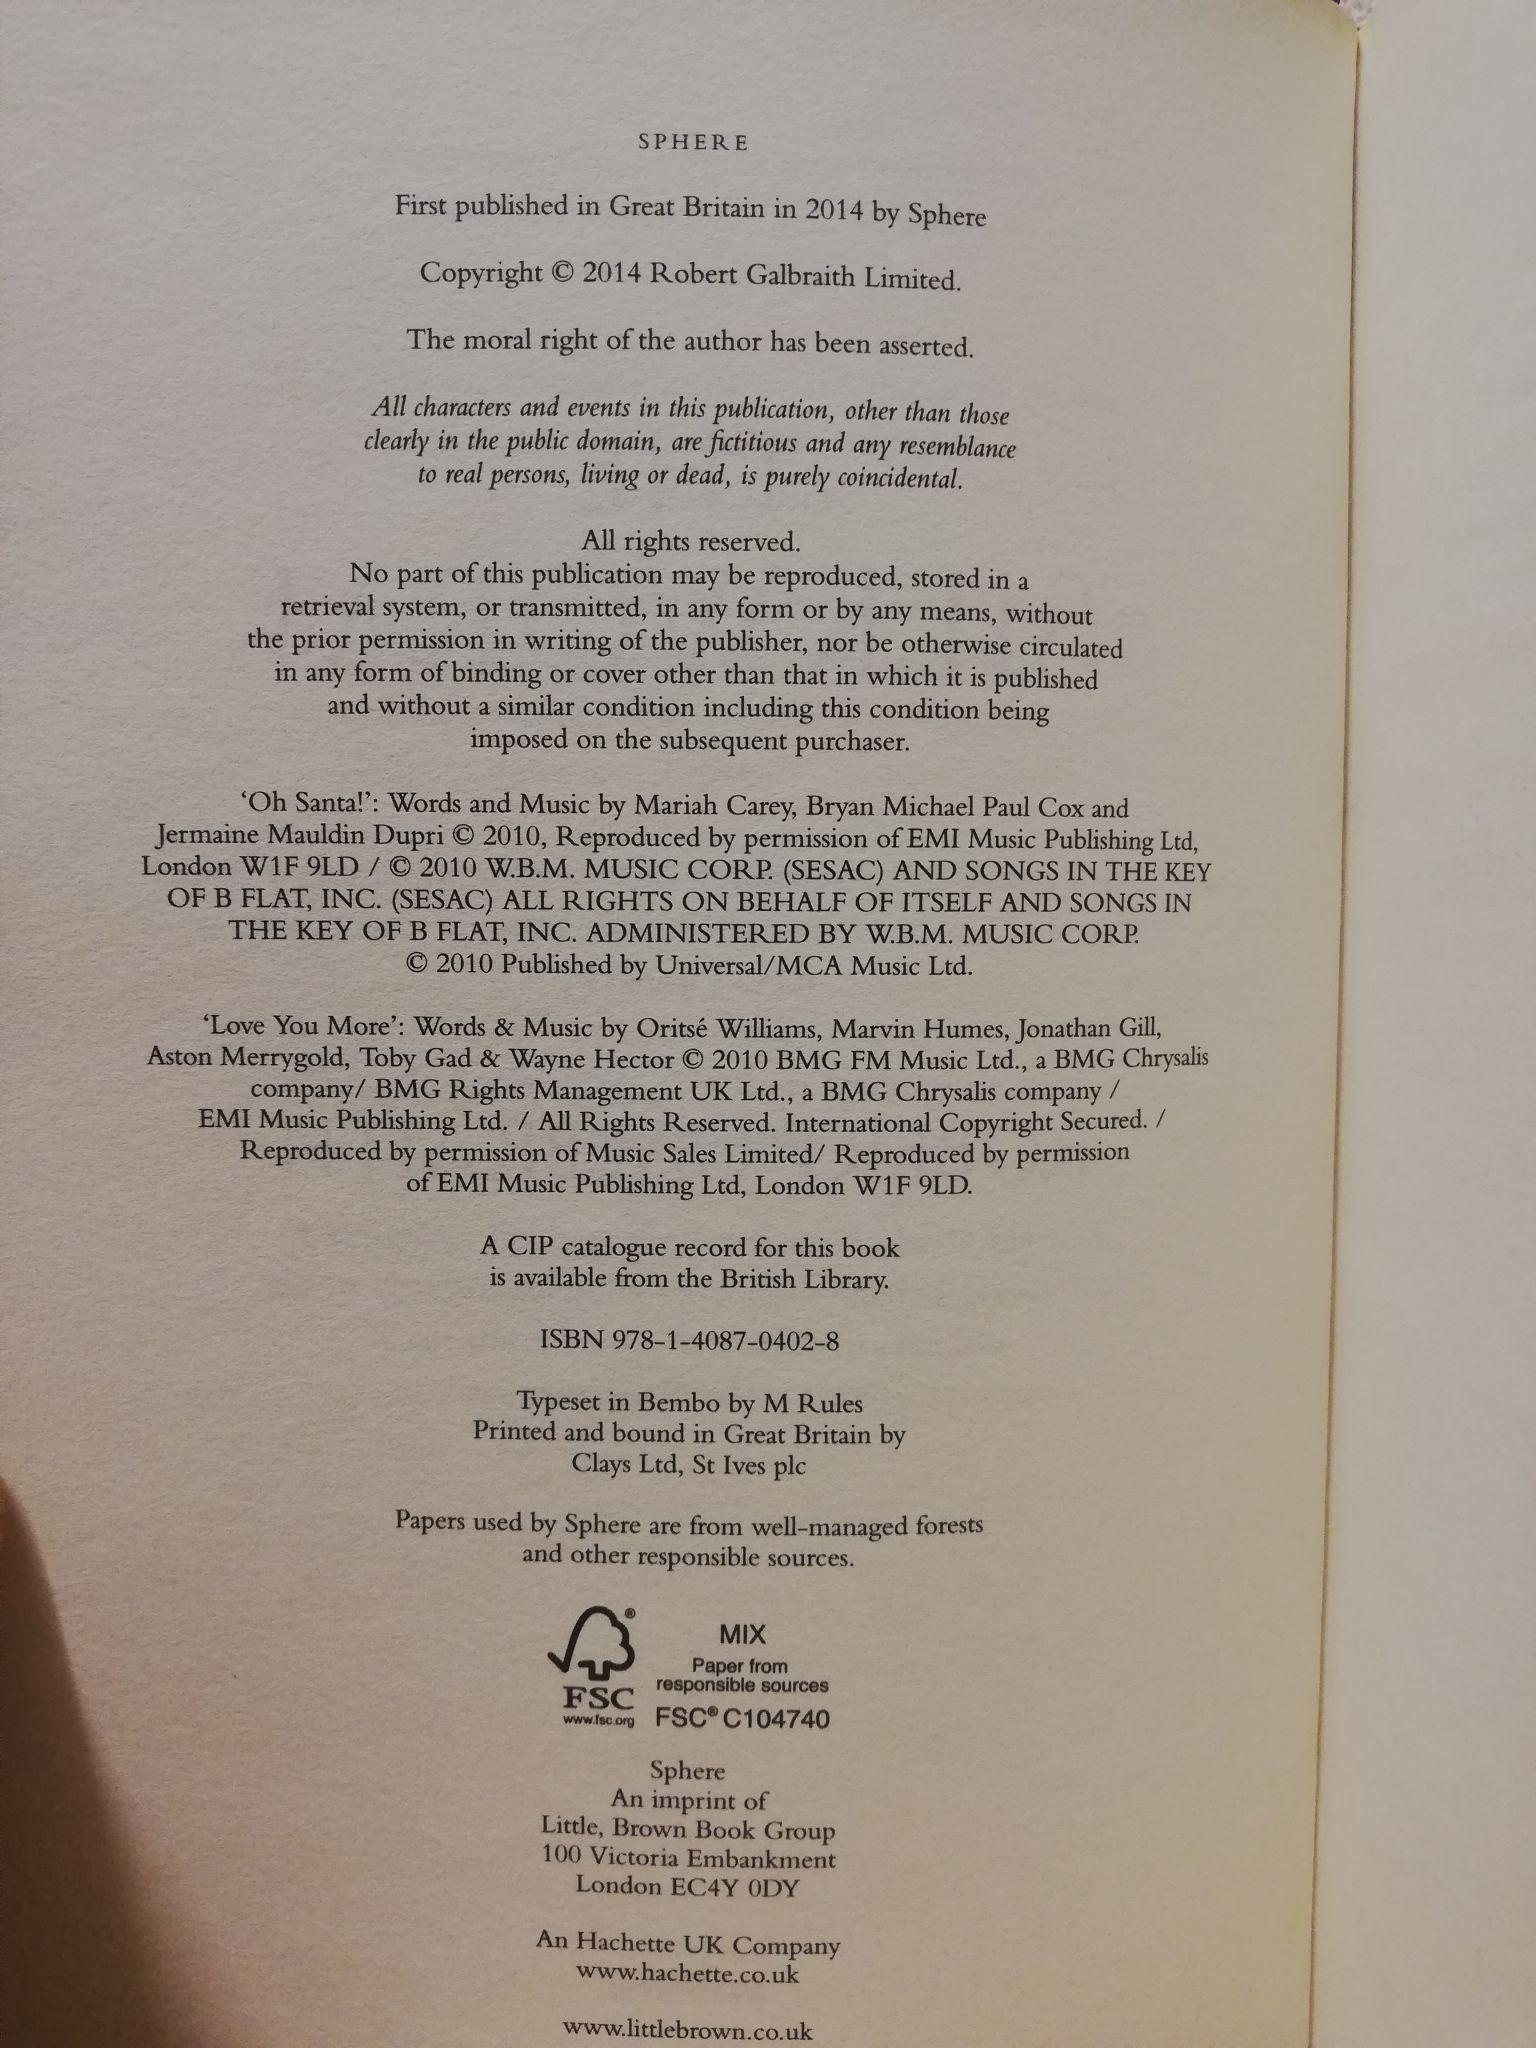 SPHERE
First published in Great Britain in 2014 by Sphere
Copyright © 2014 Robert Galbraith Limited.
The moral right of the author has been asserted.
All characters and events in this publication, other than those
clearly in the public domain, are fictitious and any resemblance
to real persons, living or dead, is purely coincidental.
All rights reserved.
No part of this publication may be reproduced, stored in a
retrieval system, or transmitted, in any form or by any means, without
the prior permission in writing of the publisher, nor be otherwise circulated
in any form of binding or cover other than that in which it is published
and without a similar condition including this condition being
imposed on the subsequent purchaser.
‘Oh Santa!’: Words and Music by Mariah Carey, Bryan Michael Paul Cox and
Jermaine Mauldin Dupri © 2010, Reproduced by permission of EMI Music Publishing Ltd,
London W1F 9LD / © 2010 W.B.M. MUSIC CORP. (SESAC) AND SONGS IN THE KEY
OF B FLAT, INC. (SESAC) ALL RIGHTS ON BEHALF OF ITSELF AND SONGS IN
THE KEY OF B FLAT, INC. ADMINISTERED BY W.B.M. MUSIC CORP.
© 2010 Published by Universal/MCA Music Ltd.
‘Love You More’: Words & Music by Oritsé Williams, Marvin Humes, Jonathan Gill,
Aston Merrygold, Toby Gad & Wayne Hector © 2010 BMG FM Music Ltd., a BMG Chrysalis
company/ BMG Rights Management UK Ltd., a BMG Chrysalis company /
EMI Music Publishing Ltd. / All Rights Reserved. International Copyright Secured. /
Reproduced by permission of Music Sales Limited/ Reproduced by permission
of EMI Music Publishing Ltd, London W1F 9LD.
A CIP catalogue record for this book
is available from the British Library.
ISBN 978-1-4087-0402-8
Typeset in Bembo by M Rules
Printed and bound in Great Britain by
Clays Ltd, St Ives plc
Papers used by Sphere are from well-managed forests
and other responsible sources.
®
FSC
www.fsc.org
MIX
Paper from
responsible sources
FSC® C104740
Sphere
An imprint of
Little, Brown Book Group
100 Victoria Embankment
London EC4Y 0DY
An Hachette UK Company
www.hachette.co.uk
www.littlebrown.co.uk